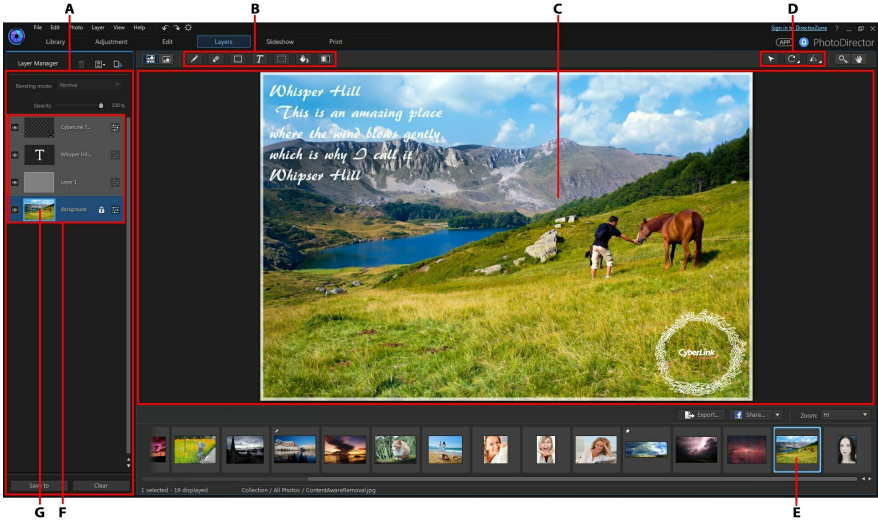 A
B
C
D
File Edit Photo Layer View Help
Sign in to DirectorZone ?
Library Adjustment Edit Layers Slideshow Print
APP PhotoDirector
Layer Manager
T
Blending mode: Normal
Opacity 100 %
CyberLink T...
T Whisper Hill...
Layer 1
Background
Whisper Hill
This is an amazing place
where the wind blows gently,
which is why I call it
Whipser Hill
CyberLink
Export... Share... Zoom: Fit
Save to Clear
1 selected - 19 displayed Collection / All Photos / ContentAwareRemoval.jpg
G F
E